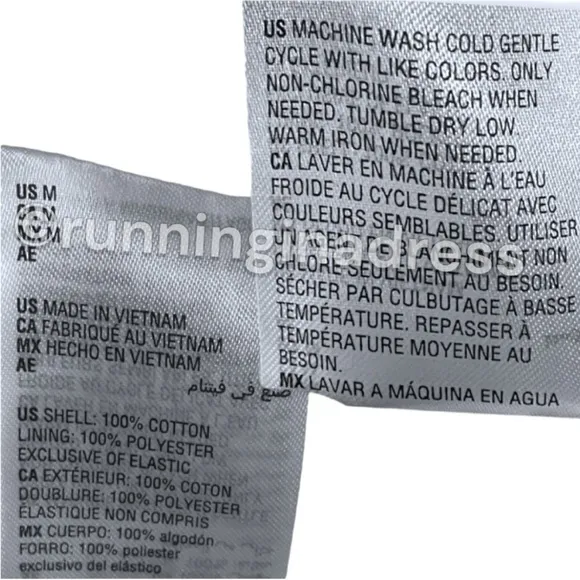 US M
CA M
MX M
AE
US MADE IN VIETNAM
CA FABRIQUÉ AU VIETNAM
MX HECHO EN VIETNAM
AE
صنع في فيتنام
US SHELL: 100% COTTON
LINING: 100% POLYESTER
EXCLUSIVE OF ELASTIC
CA EXTÉRIEUR: 100% COTON
DOUBLURE: 100% POLYESTER
ÉLASTIQUE NON COMPRIS
MX CUERPO: 100% algodón
FORRO: 100% poliester
exclusivo del elástico
US MACHINE WASH COLD GENTLE
CYCLE WITH LIKE COLORS. ONLY
NON-CHLORINE BLEACH WHEN
NEEDED. TUMBLE DRY LOW.
WARM IRON WHEN NEEDED.
CA LAVER EN MACHINE À L'EAU
FROIDE AU CYCLE DÉLICAT AVEC
COULEURS SEMBLABLES. UTILISER
NON
CHLORÉ SEULEMENT AU BESOIN.
SÉCHER PAR CULBUTAGE À BASSE
TEMPÉRATURE. REPASSER À
TEMPÉRATURE MOYENNE AU
BESOIN.
MX LAVAR A MÁQUINA EN AGUA
@runninginadress